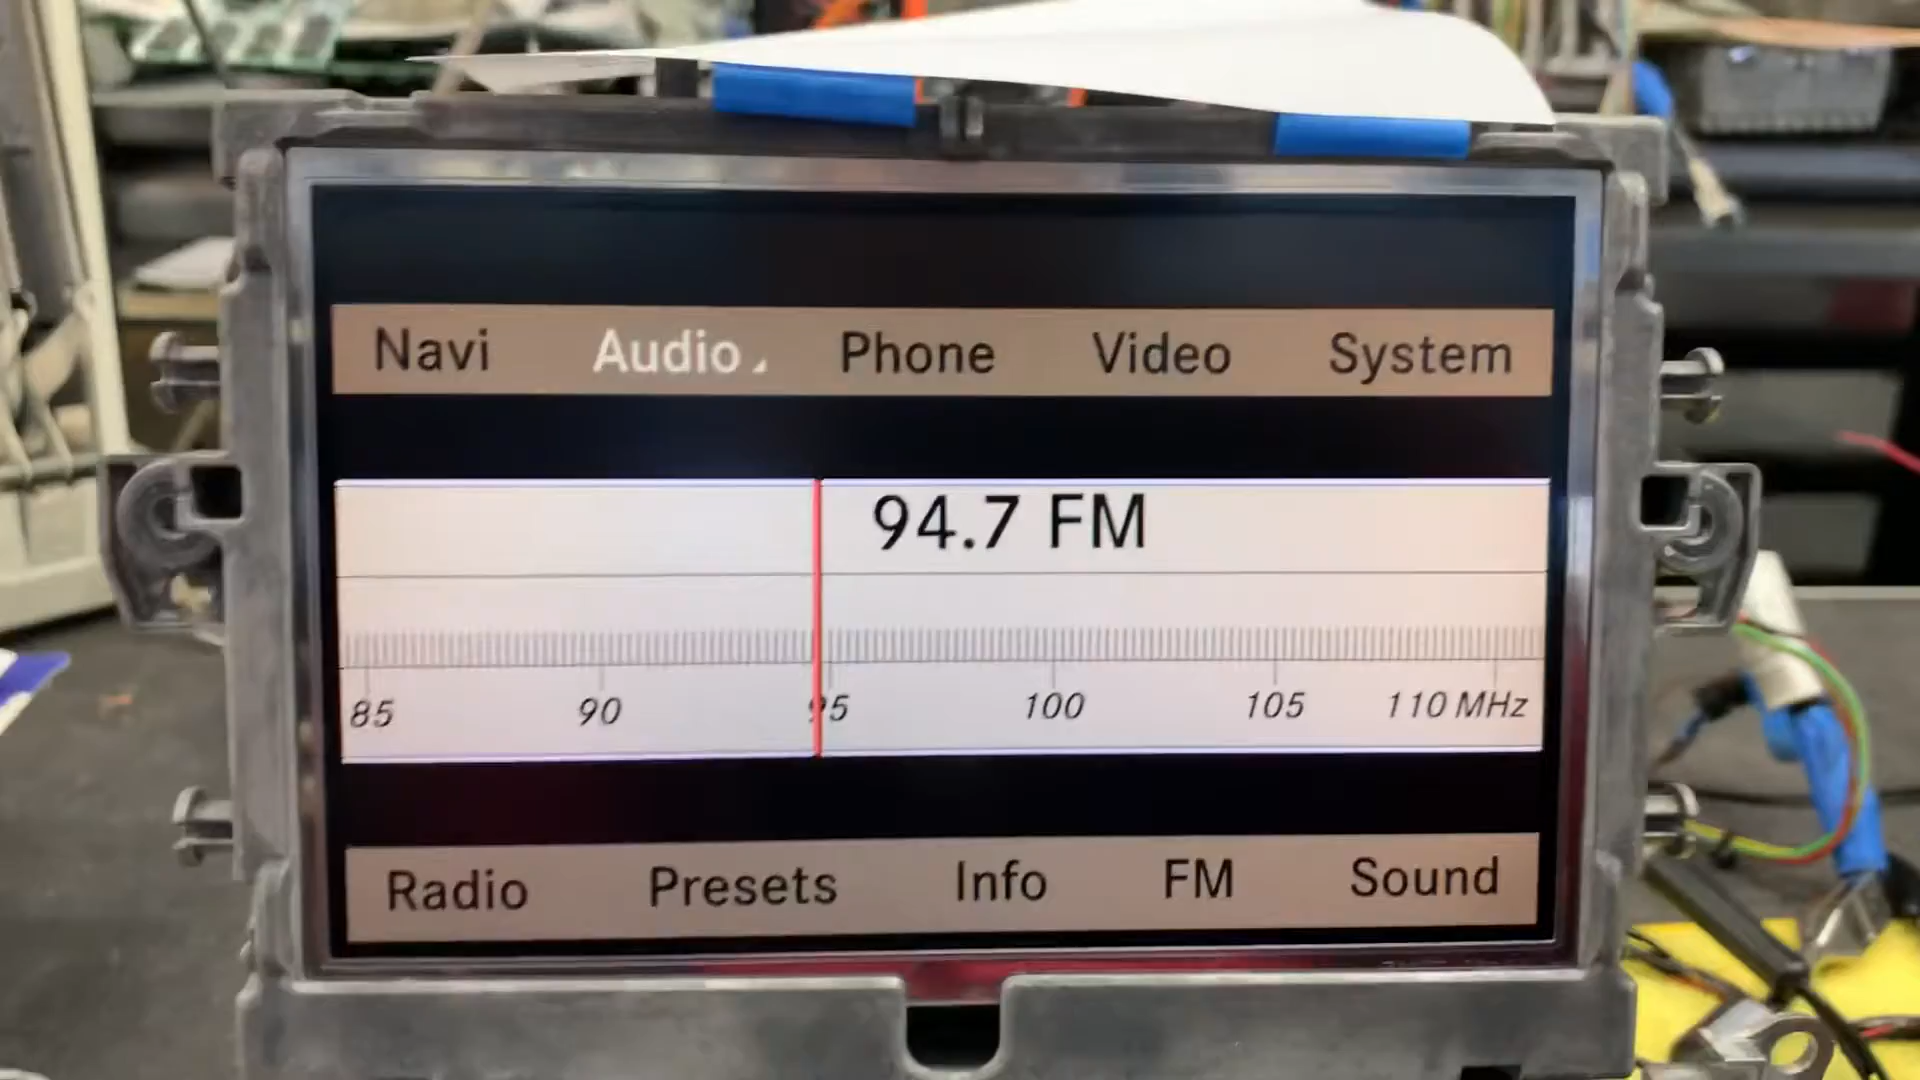 Navi Audio Phone Video System
94.7 FM
85 90 95 100 105 110 MHz
Radio Presets Info FM Sound